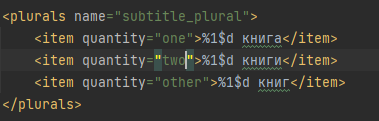 <plurals name="subtitle_plural">
<item quantity="one">%1$d книга</item>
<item quantity="two">%1$d книги</item>
<item quantity="other">%1$d книг</item>
</plurals>